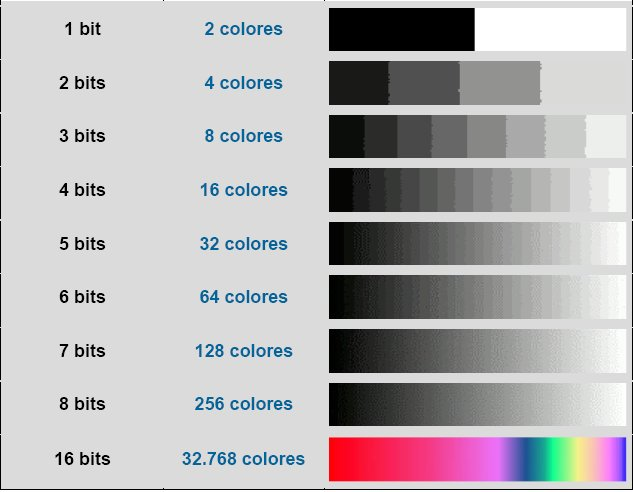 1 bit 2 colores
2 bits 4 colores
3 bits 8 colores
4 bits 16 colores
5 bits 32 colores
6 bits 64 colores
7 bits 128 colores
8 bits 256 colores
16 bits 32.768 colores